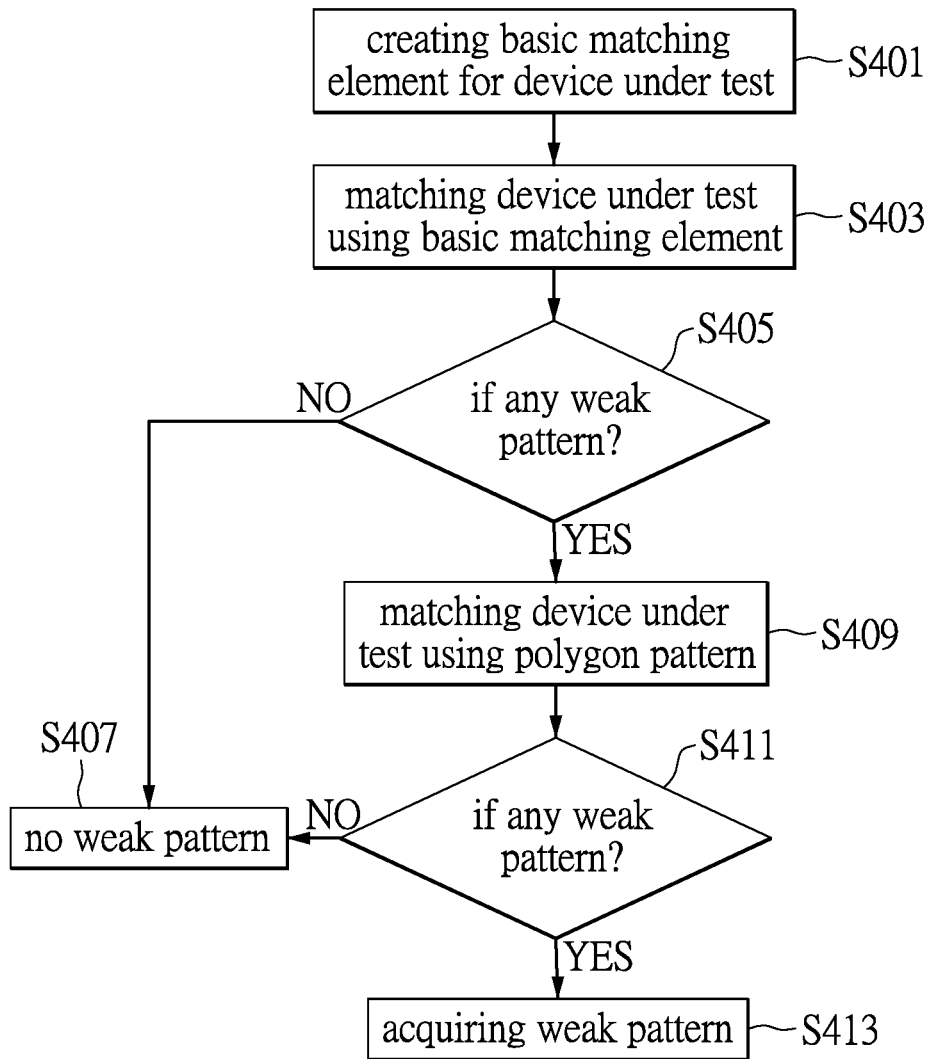 creating basic matching
element for device under test
S401
matching device under test
using basic matching element
S403
S405
if any weak
pattern?
NO
YES
matching device under
test using polygon pattern
S409
S407
no weak pattern
S411
if any weak
pattern?
NO
YES
acquiring weak pattern
S413